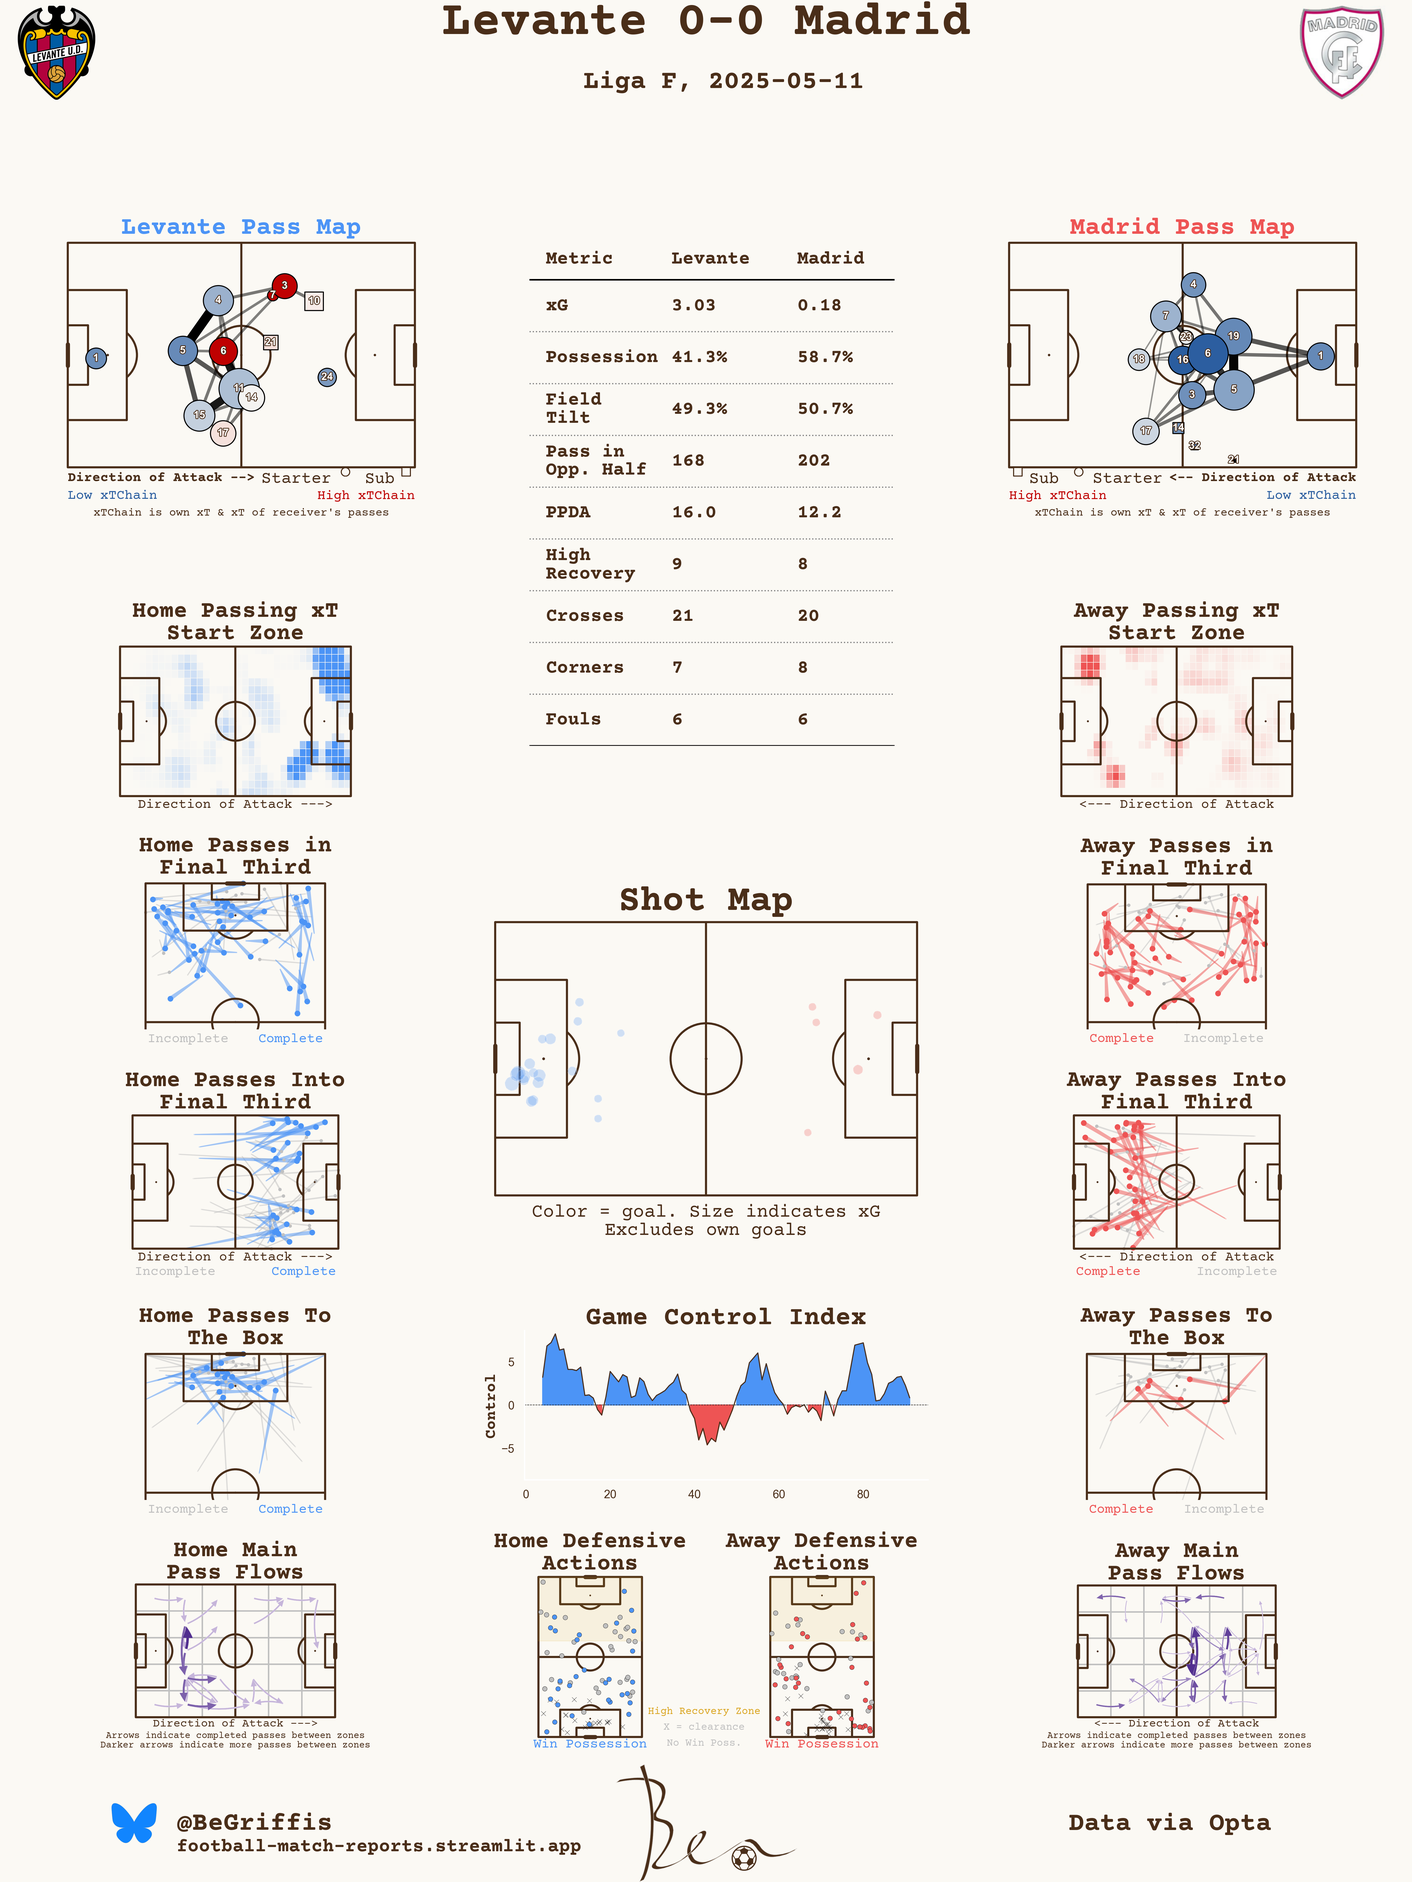 Levante 0-0 Madrid
Liga F, 2025-05-11
LEVANTE U.D.
MADRID
CFF
Levante Pass Map
1
4
5
6
3
7
10
21
24
11
14
15
17
Direction of Attack --> Starter Sub
Low xTChain High xTChain
xTChain is own xT & xT of receiver's passes
Metric Levante Madrid
xG 3.03 0.18
Possession 41.3% 58.7%
Field
Tilt 49.3% 50.7%
Pass in
Opp. Half 168 202
PPDA 16.0 12.2
High
Recovery 9 8
Crosses 21 20
Corners 7 8
Fouls 6 6
Madrid Pass Map
4
7
23
19
18
16
6
1
3
5
17
14
32
21
Sub Starter <-- Direction of Attack
High xTChain Low xTChain
xTChain is own xT & xT of receiver's passes
Home Passing xT
Start Zone
Direction of Attack --->
Away Passing xT
Start Zone
<--- Direction of Attack
Home Passes in
Final Third
Incomplete Complete
Away Passes in
Final Third
Complete Incomplete
Shot Map
Color = goal. Size indicates xG
Excludes own goals
Home Passes Into
Final Third
Direction of Attack --->
Incomplete Complete
Away Passes Into
Final Third
<--- Direction of Attack
Complete Incomplete
Home Passes To
The Box
Incomplete Complete
Game Control Index
Control
5
0
−5
0 20 40 60 80
Away Passes To
The Box
Complete Incomplete
Home Main
Pass Flows
Direction of Attack --->
Arrows indicate completed passes between zones
Darker arrows indicate more passes between zones
Home Defensive
Actions
Win Possession
Away Defensive
Actions
Win Possession
High Recovery Zone
X = clearance
No Win Poss.
Away Main
Pass Flows
<--- Direction of Attack
Arrows indicate completed passes between zones
Darker arrows indicate more passes between zones
@BeGriffis
football-match-reports.streamlit.app
Ben
Data via Opta